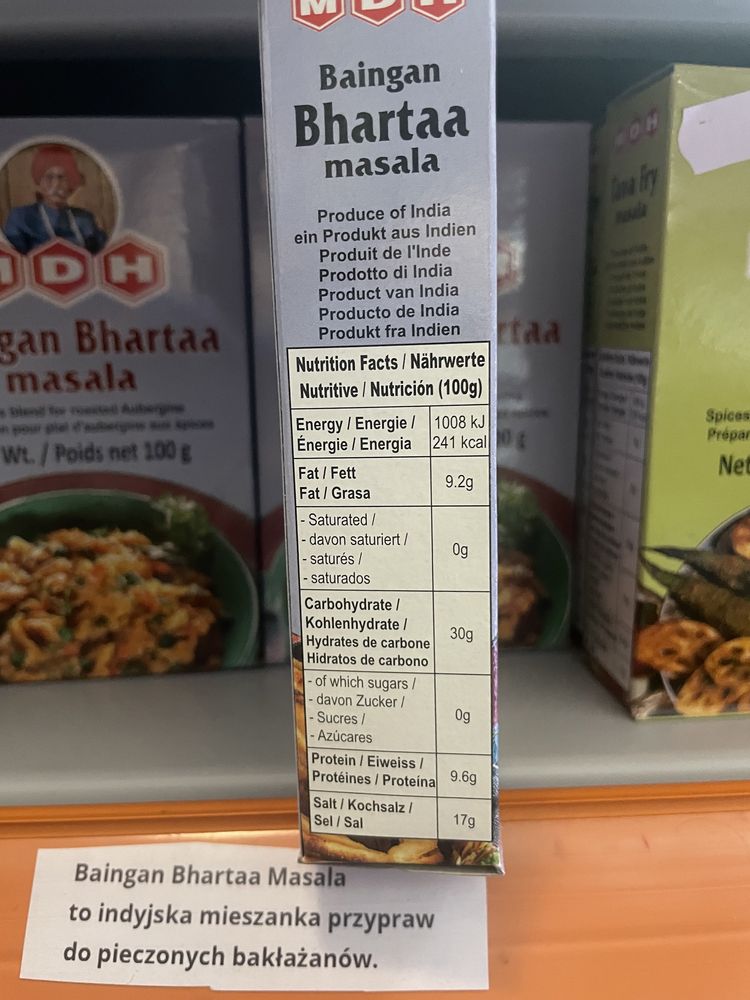 MDH
Baingan
Bhartaa
masala
Produce of India
ein Produkt aus Indien
Produit de l'Inde
Prodotto di India
Product van India
Producto de India
Produkt fra Indien
Nutrition Facts / Nährwerte
Nutritive / Nutrición (100g)
Energy / Energie /
Énergie / Energia
1008 kJ
241 kcal
Fat / Fett
Fat / Grasa
9.2g
- Saturated /
- davon saturiert /
- saturés /
- saturados
0g
Carbohydrate /
Kohlenhydrate /
Hydrates de carbone
Hidratos de carbono
30g
- of which sugars /
- davon Zucker /
- Sucres /
- Azúcares
0g
Protein / Eiweiss /
Protéines / Proteína
9.6g
Salt / Kochsalz /
Sel / Sal
17g
Baingan Bhartaa Masala
to indyjska mieszanka przypraw
do pieczonych bakłażanów.
MDH
gan Bhartaa
masala
Wt. / Poids net 100 g
rtaa
MDH
Tava Fry
masala
Spices
Prépar
Net